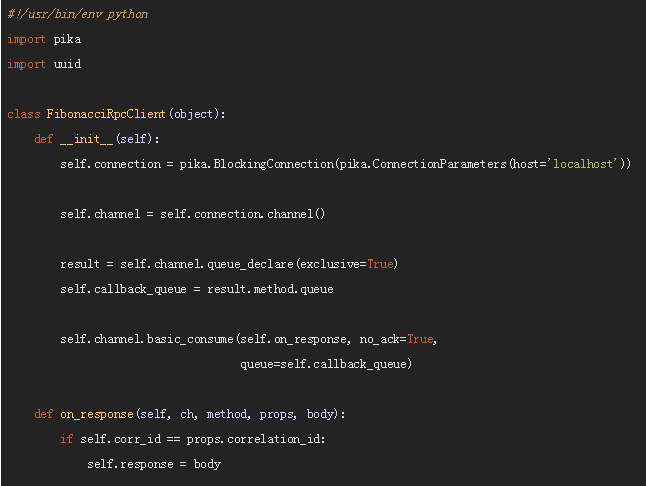 #!/usr/bin/env python
import pika
import uuid
class FibonacciRpcClient(object):
    def __init__(self):
        self.connection = pika.BlockingConnection(pika.ConnectionParameters(host='localhost'))
        self.channel = self.connection.channel()
        result = self.channel.queue_declare(exclusive=True)
        self.callback_queue = result.method.queue
        self.channel.basic_consume(self.on_response, no_ack=True,
                                   queue=self.callback_queue)
    def on_response(self, ch, method, props, body):
        if self.corr_id == props.correlation_id:
            self.response = body